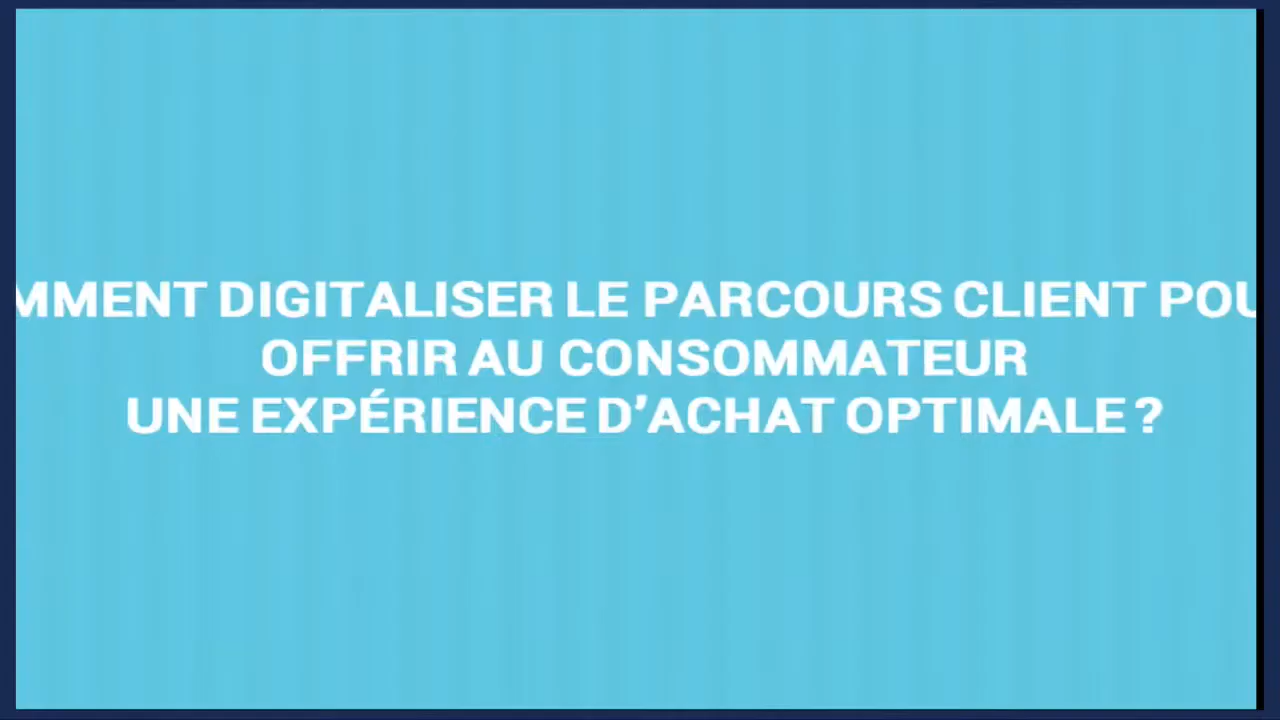 MMENT DIGITALISER LE PARCOURS CLIENT POU
OFFRIR AU CONSOMMATEUR
UNE EXPÉRIENCE D’ACHAT OPTIMALE ?